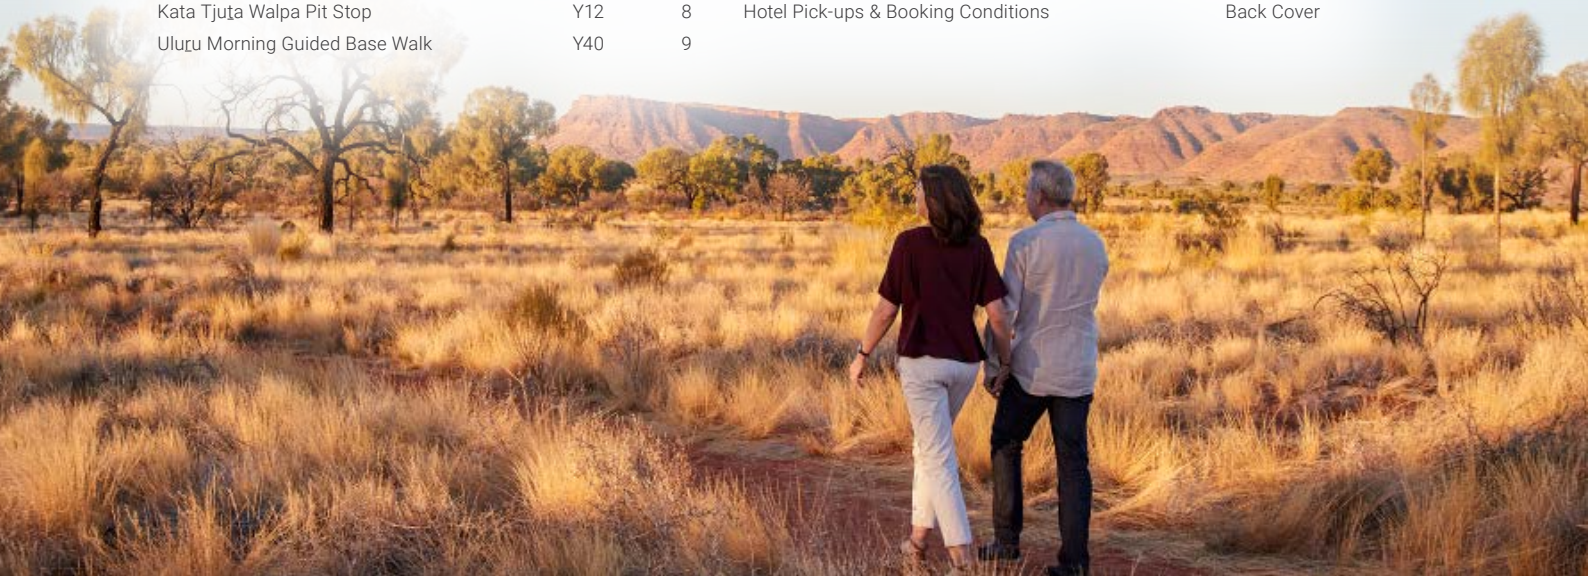 Kata Tjuṯa Walpa Pit Stop Y12 8 Hotel Pick-ups & Booking Conditions Back Cover
Uluṟu Morning Guided Base Walk Y40 9